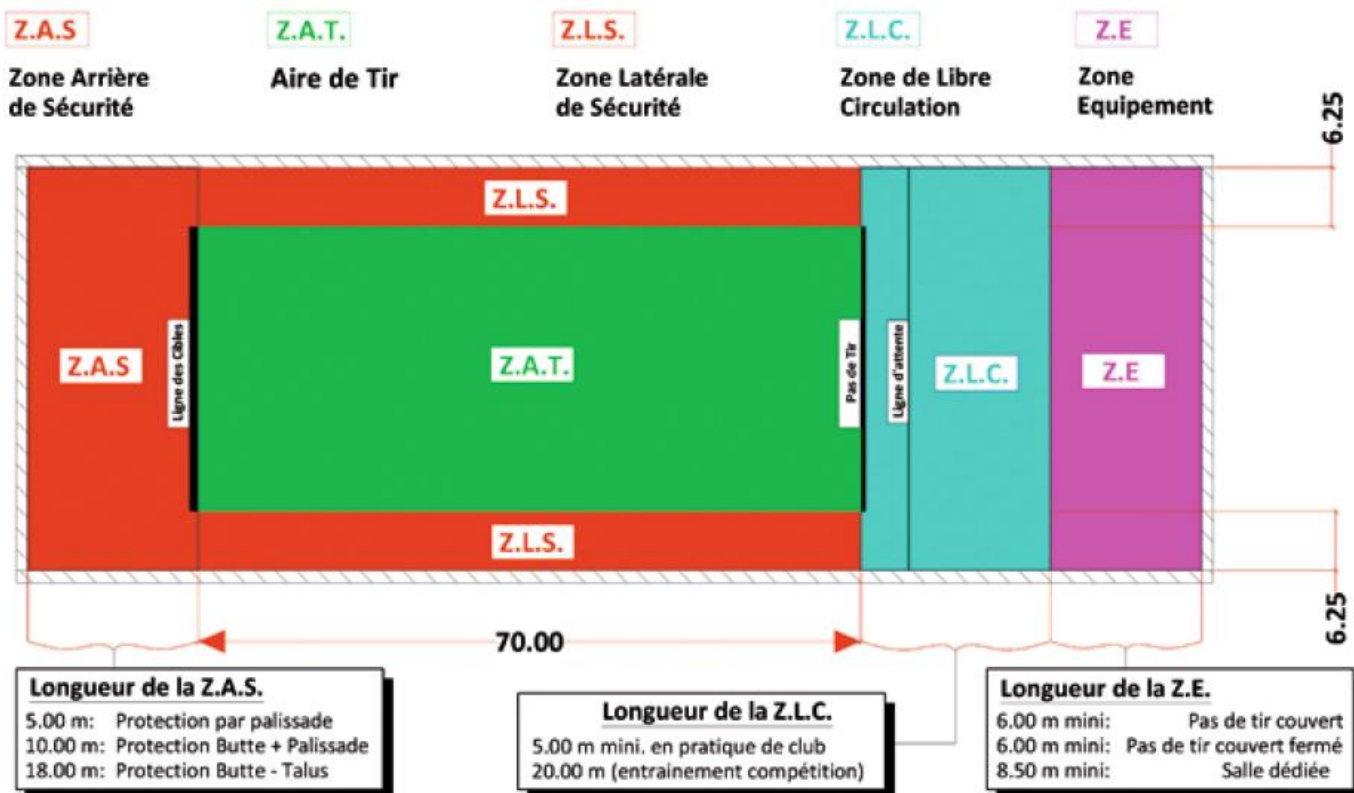 Z.A.S
Z.A.T.
Z.L.S.
Z.L.C.
Z.E
Zone Arrière
de Sécurité
Aire de Tir
Zone Latérale
de Sécurité
Zone de Libre
Circulation
Zone
Equipement
6.25
Z.L.S.
Z.A.S
Ligne des Cibles
Z.A.T.
Pas de Tir
Ligne d'attente
Z.L.C.
Z.E
Z.L.S.
70.00
6.25
Longueur de la Z.A.S.
5.00 m: Protection par palissade
10.00 m: Protection Butte + Palissade
18.00 m: Protection Butte - Talus
Longueur de la Z.L.C.
5.00 m mini. en pratique de club
20.00 m (entrainement compétition)
Longueur de la Z.E.
6.00 m mini: Pas de tir couvert
6.00 m mini: Pas de tir couvert fermé
8.50 m mini: Salle dédiée